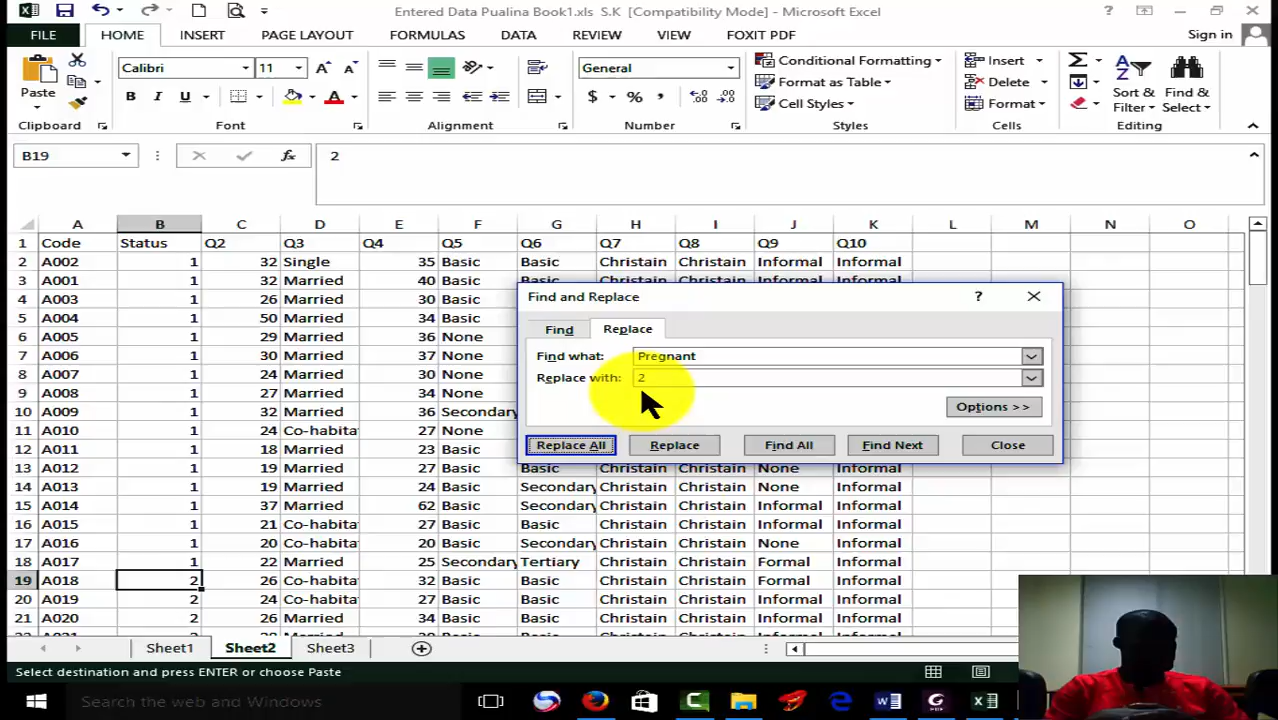 Entered Data Pualina Book1.xls  S.K  [Compatibility Mode] - Microsoft Excel
FILE HOME INSERT PAGE LAYOUT FORMULAS DATA REVIEW VIEW FOXIT PDF Sign in
Paste
Calibri 11
B I U A
General
$ % ,
Conditional Formatting
Format as Table
Cell Styles
Insert
Delete
Format
Sort & Filter
Find & Select
Clipboard Font Alignment Number Styles Cells Editing
B19 fx 2
A B C D E F G H I J K L M N O
1 Code Status Q2 Q3 Q4 Q5 Q6 Q7 Q8 Q9 Q10
2 A002 1 32 Single 35 Basic Basic Christain Christain Informal Informal
3 A001 1 32 Married 40 Basic
4 A003 1 26 Married 30 Basic
5 A004 1 50 Married 34 Basic
6 A005 1 29 Married 36 None
7 A006 1 30 Married 37 None
8 A007 1 24 Married 30 None
9 A008 1 27 Married 34 None
10 A009 1 32 Married 36 Secondary
11 A010 1 24 Co-habita 27 None
12 A011 1 18 Married 23 Basic
13 A012 1 19 Married 27 Basic Basic Christain Christain None Informal
14 A013 1 19 Married 24 Basic Secondary Christain Christain None Informal
15 A014 1 37 Married 62 Basic Secondary Christain Christain Informal Informal
16 A015 1 21 Co-habita 27 Basic Basic Christain Christain Informal Informal
17 A016 1 20 Co-habita 27 Basic Secondary Christain Christain None Informal
18 A017 1 22 Married 25 Secondary Tertiary Christain Christain Formal Informal
19 A018 2 26 Co-habita 32 Basic Basic Christain Christain Formal Informal
20 A019 2 24 Co-habita 27 Basic Basic Christain Christain Informal Informal
21 A020 2 26 Married 34 Basic Basic Christain Christain Informal Informal
Find and Replace ?
Find Replace
Find what: Pregnant
Replace with: 2
Options >>
Replace All Replace Find All Find Next Close
Sheet1 Sheet2 Sheet3
Select destination and press ENTER or choose Paste
Search the web and Windows